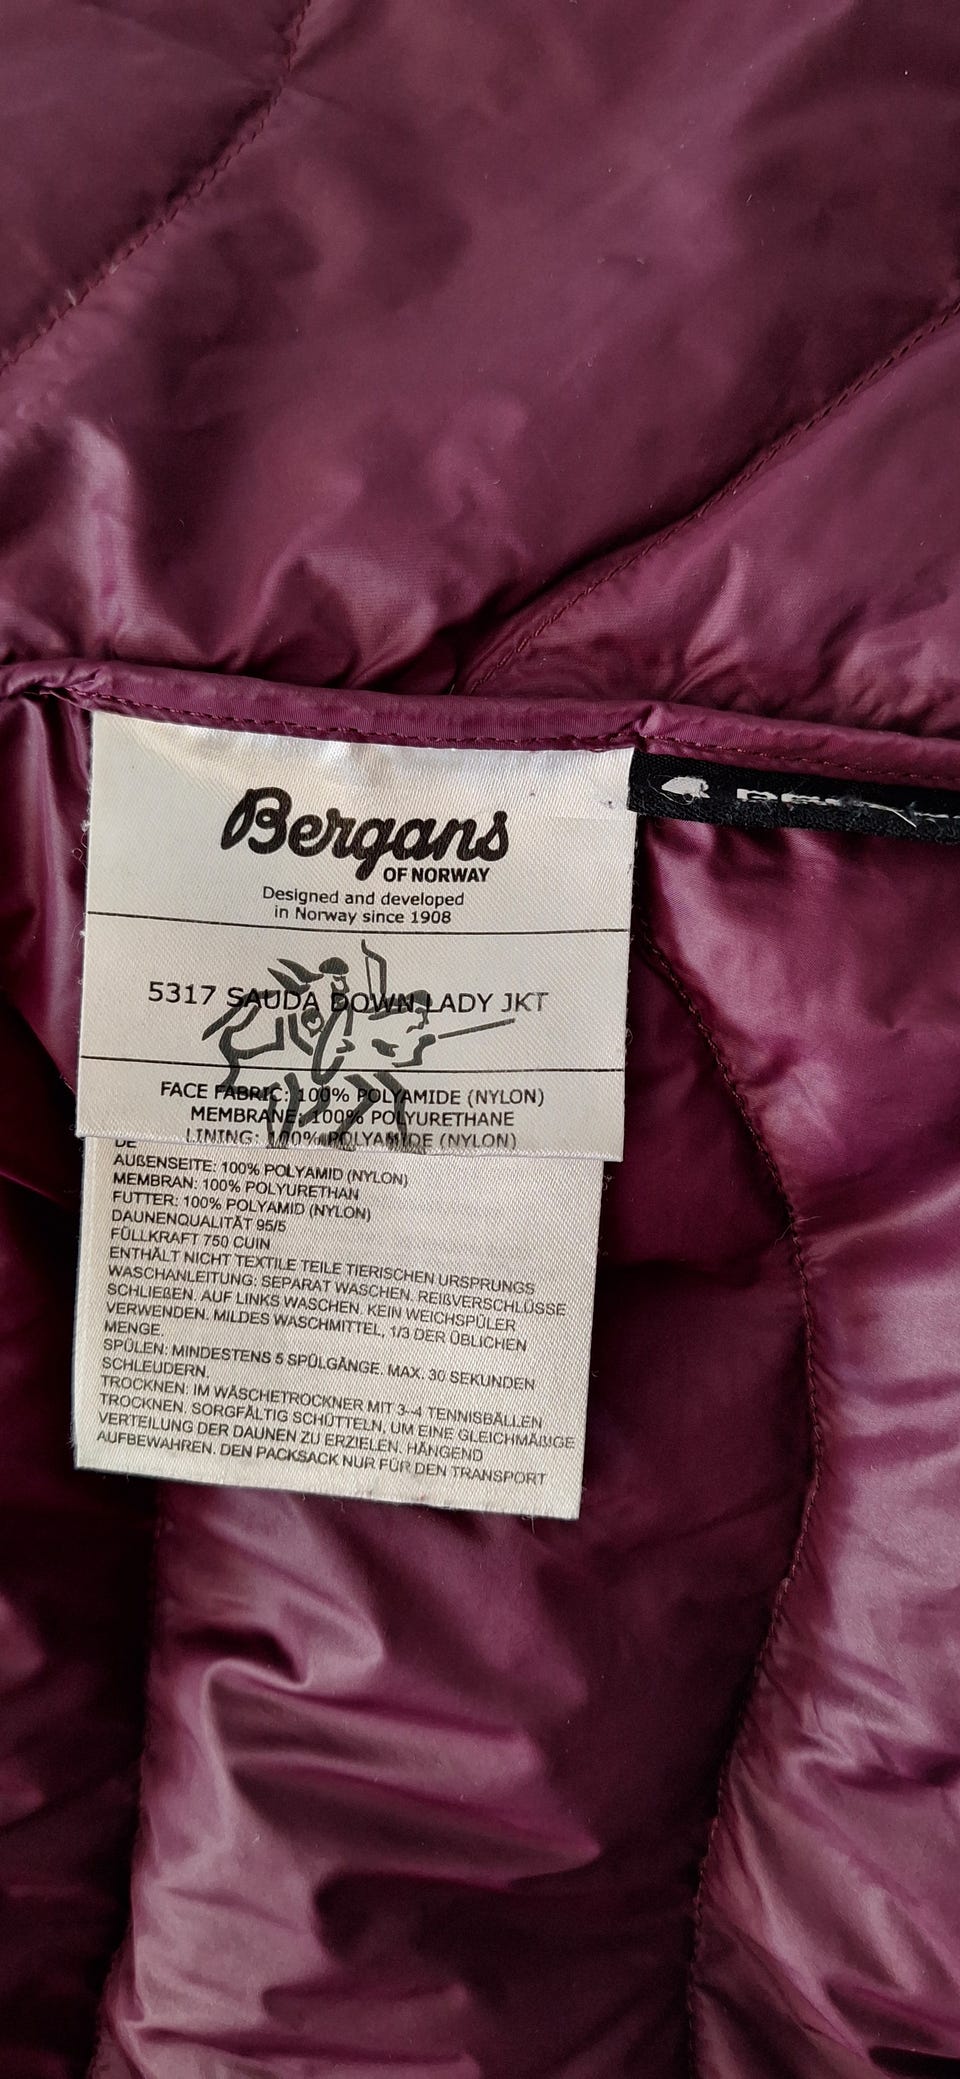 Bergans
OF NORWAY
Designed and developed
in Norway since 1908
5317 SAUDA DOWN LADY JKT
FACE FABRIC: 100% POLYAMIDE (NYLON)
MEMBRANE: 100% POLYURETHANE
LINING: 100% POLYAMIDE (NYLON)
DE
AUßENSEITE: 100% POLYAMID (NYLON)
MEMBRAN: 100% POLYURETHAN
FUTTER: 100% POLYAMID (NYLON)
DAUNENQUALITÄT 95/5
FÜLLKRAFT 750 CUIN
ENTHÄLT NICHT TEXTILE TEILE TIERISCHEN URSPRUNGS
WASCHANLEITUNG: SEPARAT WASCHEN. REIßVERSCHLÜSSE
SCHLIEßEN. AUF LINKS WASCHEN. KEIN WEICHSPÜLER
VERWENDEN. MILDES WASCHMITTEL, 1/3 DER ÜBLICHEN
MENGE.
SPÜLEN: MINDESTENS 5 SPÜLGÄNGE. MAX. 30 SEKUNDEN
SCHLEUDERN.
TROCKNEN: IM WÄSCHETROCKNER MIT 3-4 TENNISBÄLLEN
TROCKNEN. SORGFÄLTIG SCHÜTTELN, UM EINE GLEICHMÄßIGE
VERTEILUNG DER DAUNEN ZU ERZIELEN. HÄNGEND
AUFBEWAHREN. DEN PACKSACK NUR FÜR DEN TRANSPORT